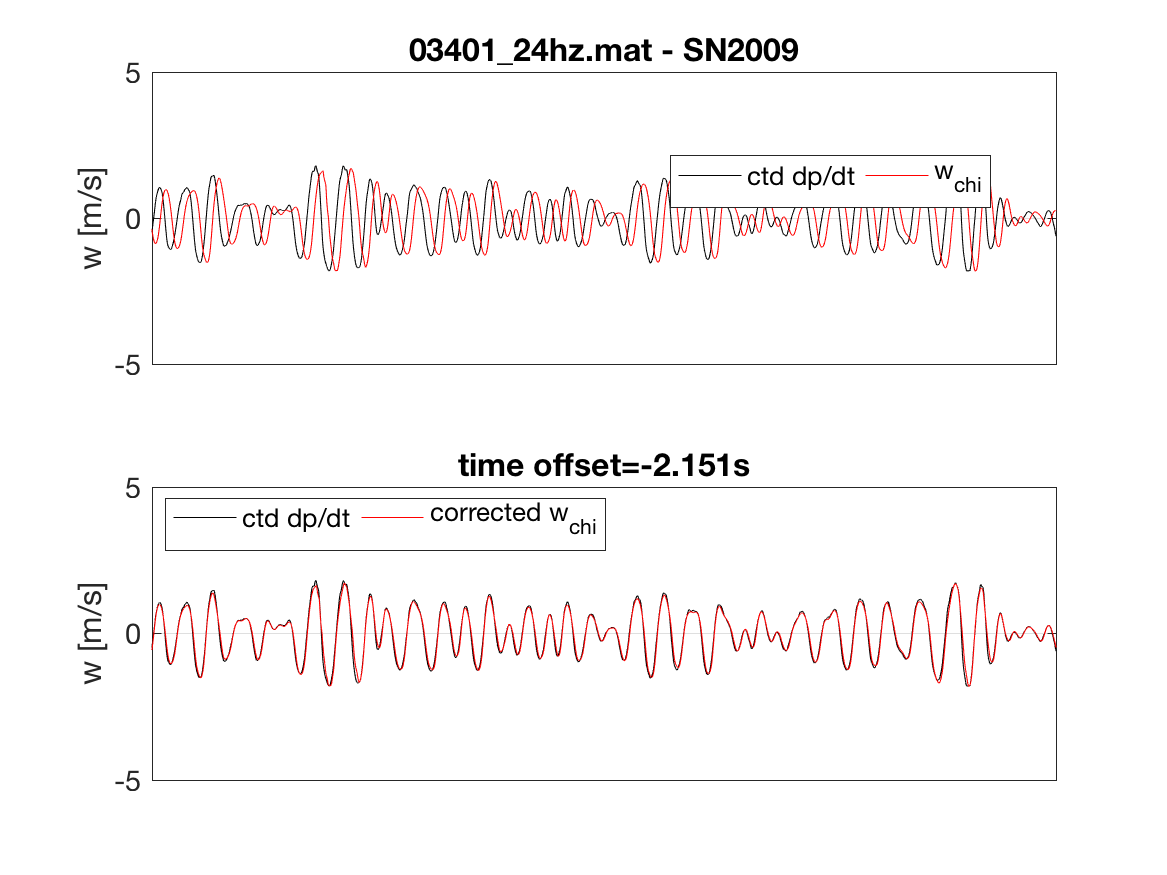 03401_24hz.mat - SN2009
5
ctd dp/dt w_chi
w [m/s]
0
-5
time offset=-2.151s
5
ctd dp/dt corrected w_chi
w [m/s]
0
-5